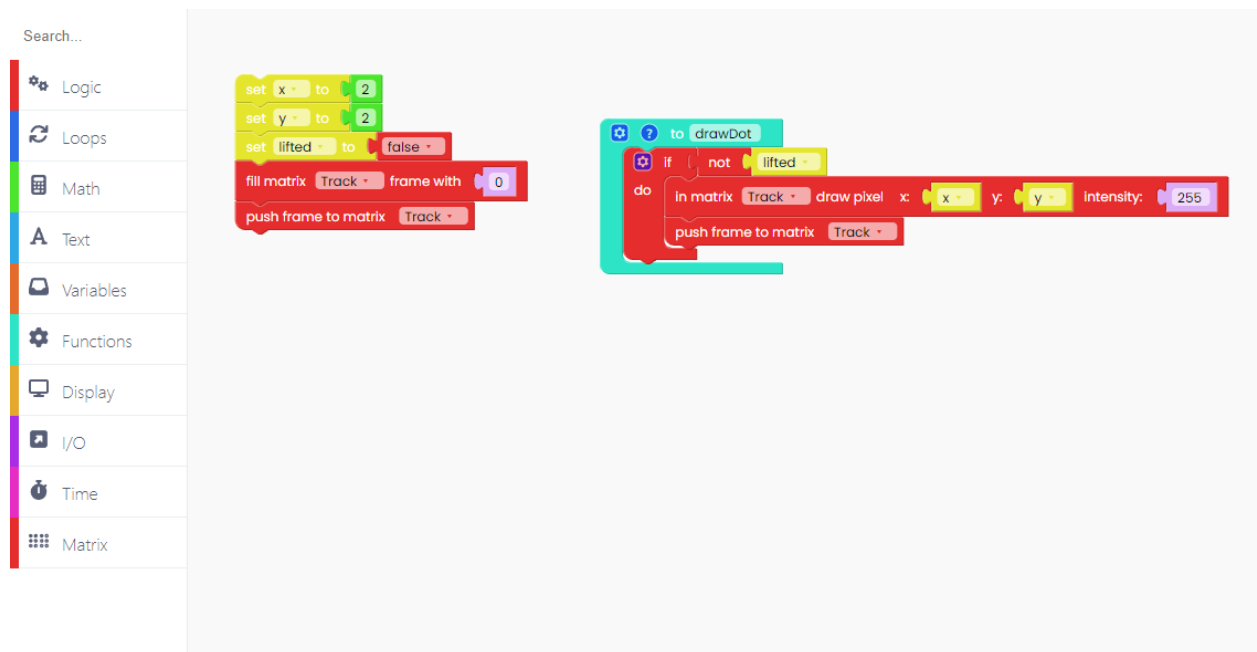 Search...
Logic
Loops
Math
Text
Variables
Functions
Display
I/O
Time
Matrix
set x to 2
set y to 2
set lifted to false
fill matrix Track frame with 0
push frame to matrix Track
? to drawDot
if not lifted
do in matrix Track draw pixel x: x y: y intensity: 255
push frame to matrix Track